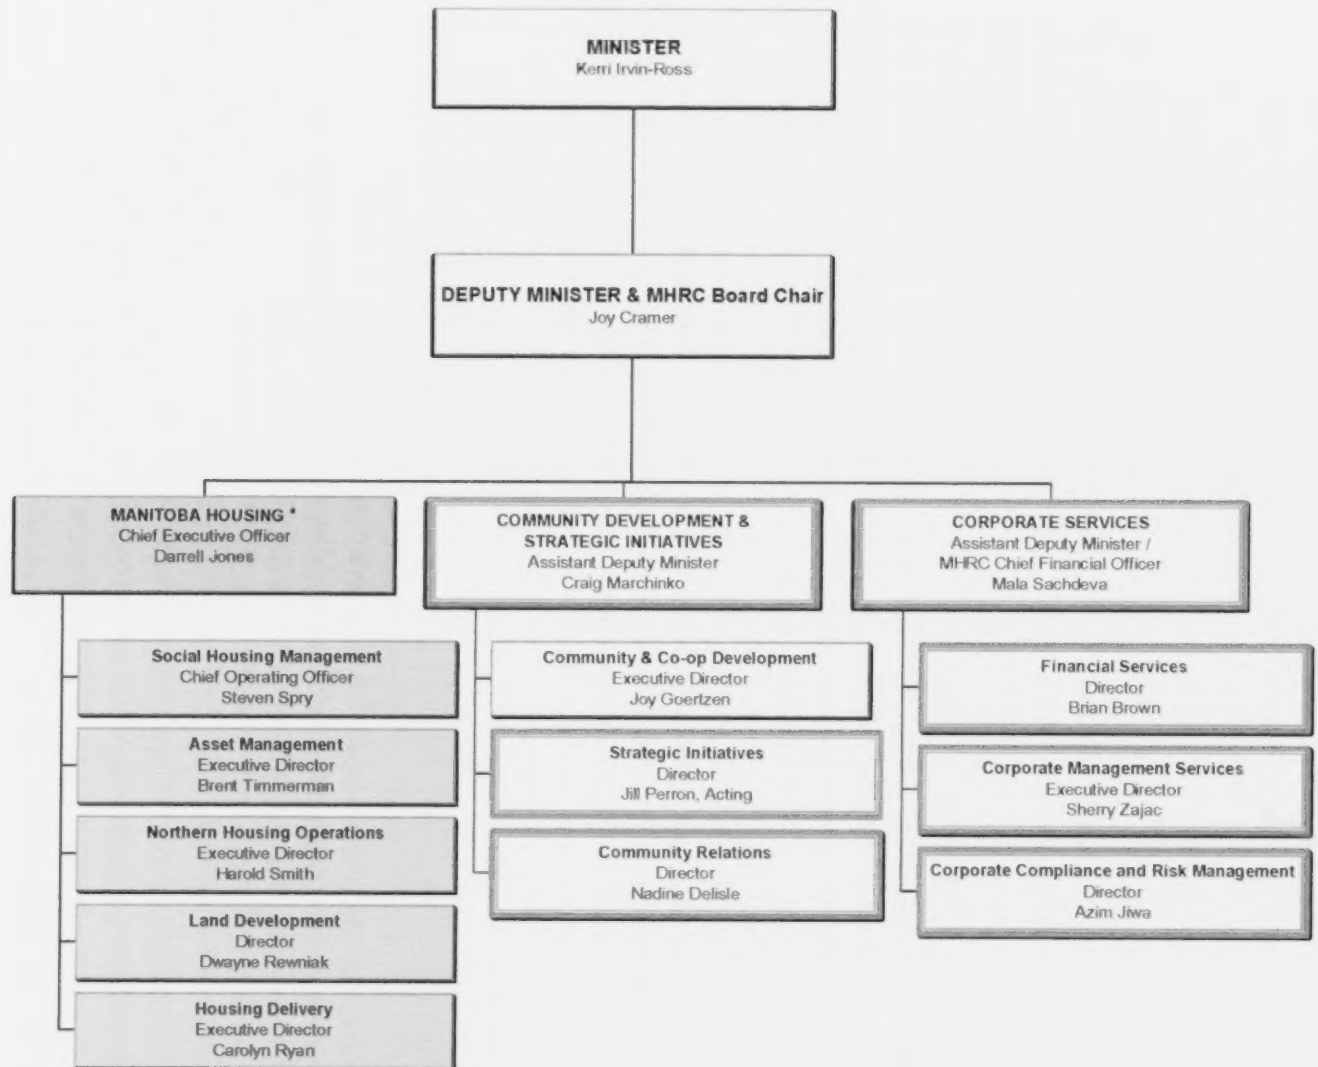 MINISTER
Kerri Irvin-Ross
DEPUTY MINISTER & MHRC Board Chair
Joy Cramer
MANITOBA HOUSING *
Chief Executive Officer
Darrell Jones
Social Housing Management
Chief Operating Officer
Steven Spry
Asset Management
Executive Director
Brent Timmerman
Northern Housing Operations
Executive Director
Harold Smith
Land Development
Director
Dwayne Rewniak
Housing Delivery
Executive Director
Carolyn Ryan
COMMUNITY DEVELOPMENT &
STRATEGIC INITIATIVES
Assistant Deputy Minister
Craig Marchinko
Community & Co-op Development
Executive Director
Joy Goertzen
Strategic Initiatives
Director
Jill Perron, Acting
Community Relations
Director
Nadine Delisle
CORPORATE SERVICES
Assistant Deputy Minister /
MHRC Chief Financial Officer
Mala Sachdeva
Financial Services
Director
Brian Brown
Corporate Management Services
Executive Director
Sherry Zajac
Corporate Compliance and Risk Management
Director
Azim Jiwa